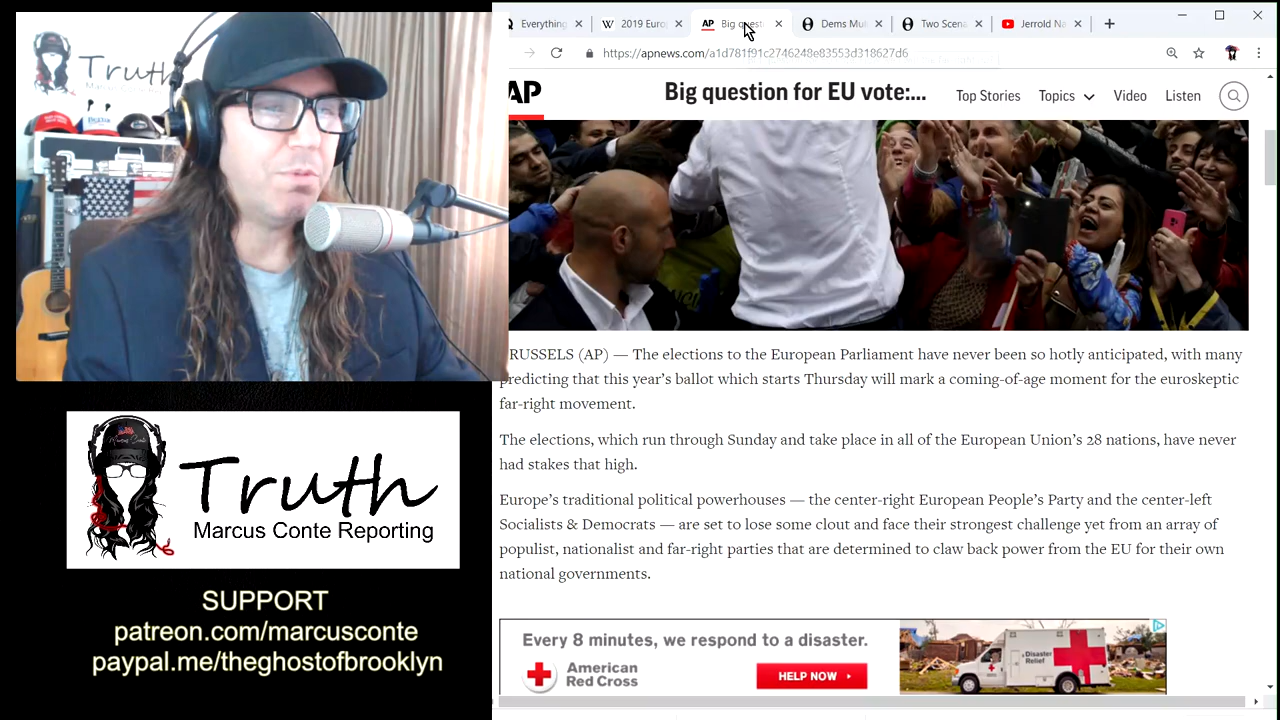 Truth
Marcus Conte
Everything
2019 Euro
AP
Big quest
Dems Mul
Two Scena
Jerrold Na
https://apnews.com/a1d781f91c2746248e83553d318627d6
AP
Big question for EU vote:...
Top Stories
Topics
Video
Listen
RUSSELS (AP) — The elections to the European Parliament have never been so hotly anticipated, with many
predicting that this year's ballot which starts Thursday will mark a coming-of-age moment for the euroskeptic
far-right movement.
The elections, which run through Sunday and take place in all of the European Union's 28 nations, have never
had stakes that high.
Europe's traditional political powerhouses — the center-right European People's Party and the center-left
Socialists & Democrats — are set to lose some clout and face their strongest challenge yet from an array of
populist, nationalist and far-right parties that are determined to claw back power from the EU for their own
national governments.
Every 8 minutes, we respond to a disaster.
American
Red Cross
HELP NOW
Disaster
Relief
Truth
Marcus Conte Reporting
SUPPORT
patreon.com/marcusconte
paypal.me/theghostofbrooklyn